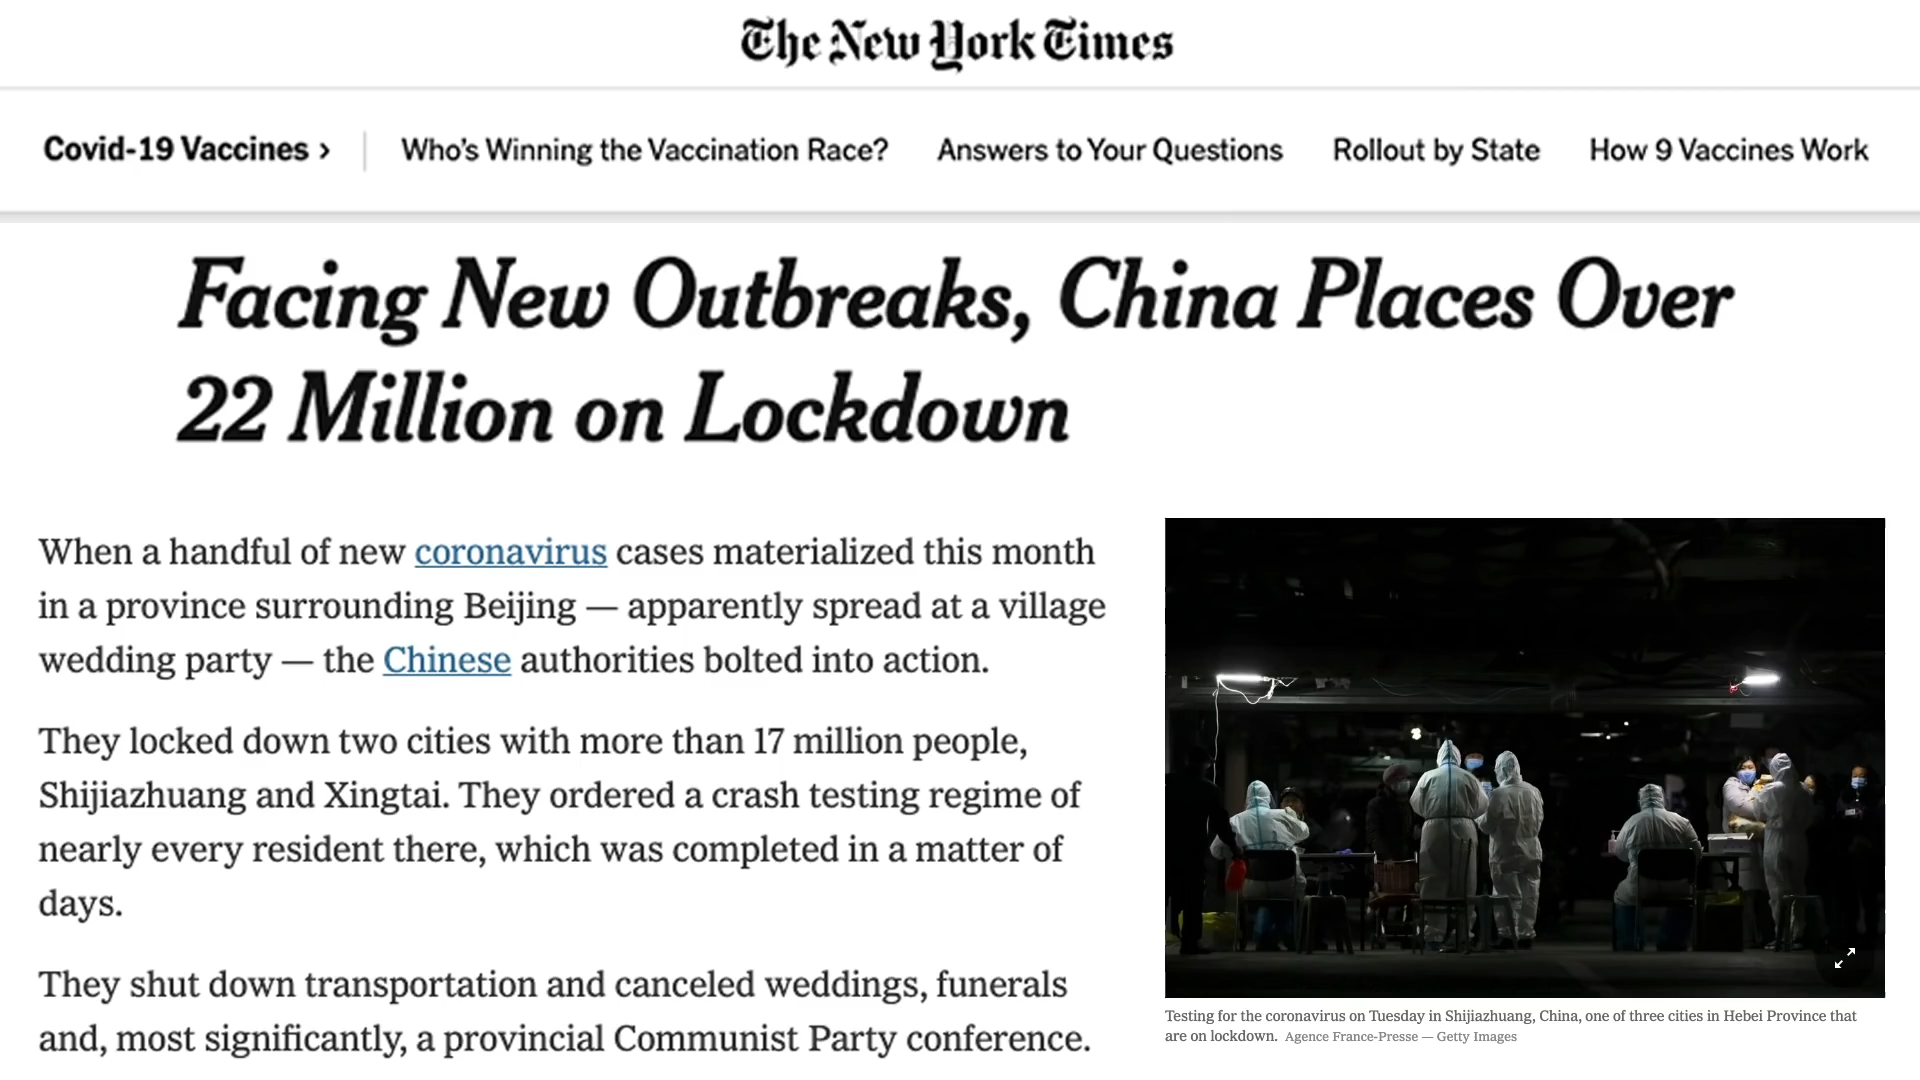 The New York Times
Covid-19 Vaccines › Who's Winning the Vaccination Race? Answers to Your Questions Rollout by State How 9 Vaccines Work
Facing New Outbreaks, China Places Over
22 Million on Lockdown
When a handful of new coronavirus cases materialized this month
in a province surrounding Beijing — apparently spread at a village
wedding party — the Chinese authorities bolted into action.
They locked down two cities with more than 17 million people,
Shijiazhuang and Xingtai. They ordered a crash testing regime of
nearly every resident there, which was completed in a matter of
days.
They shut down transportation and canceled weddings, funerals
and, most significantly, a provincial Communist Party conference.
Testing for the coronavirus on Tuesday in Shijiazhuang, China, one of three cities in Hebei Province that
are on lockdown. Agence France-Presse — Getty Images